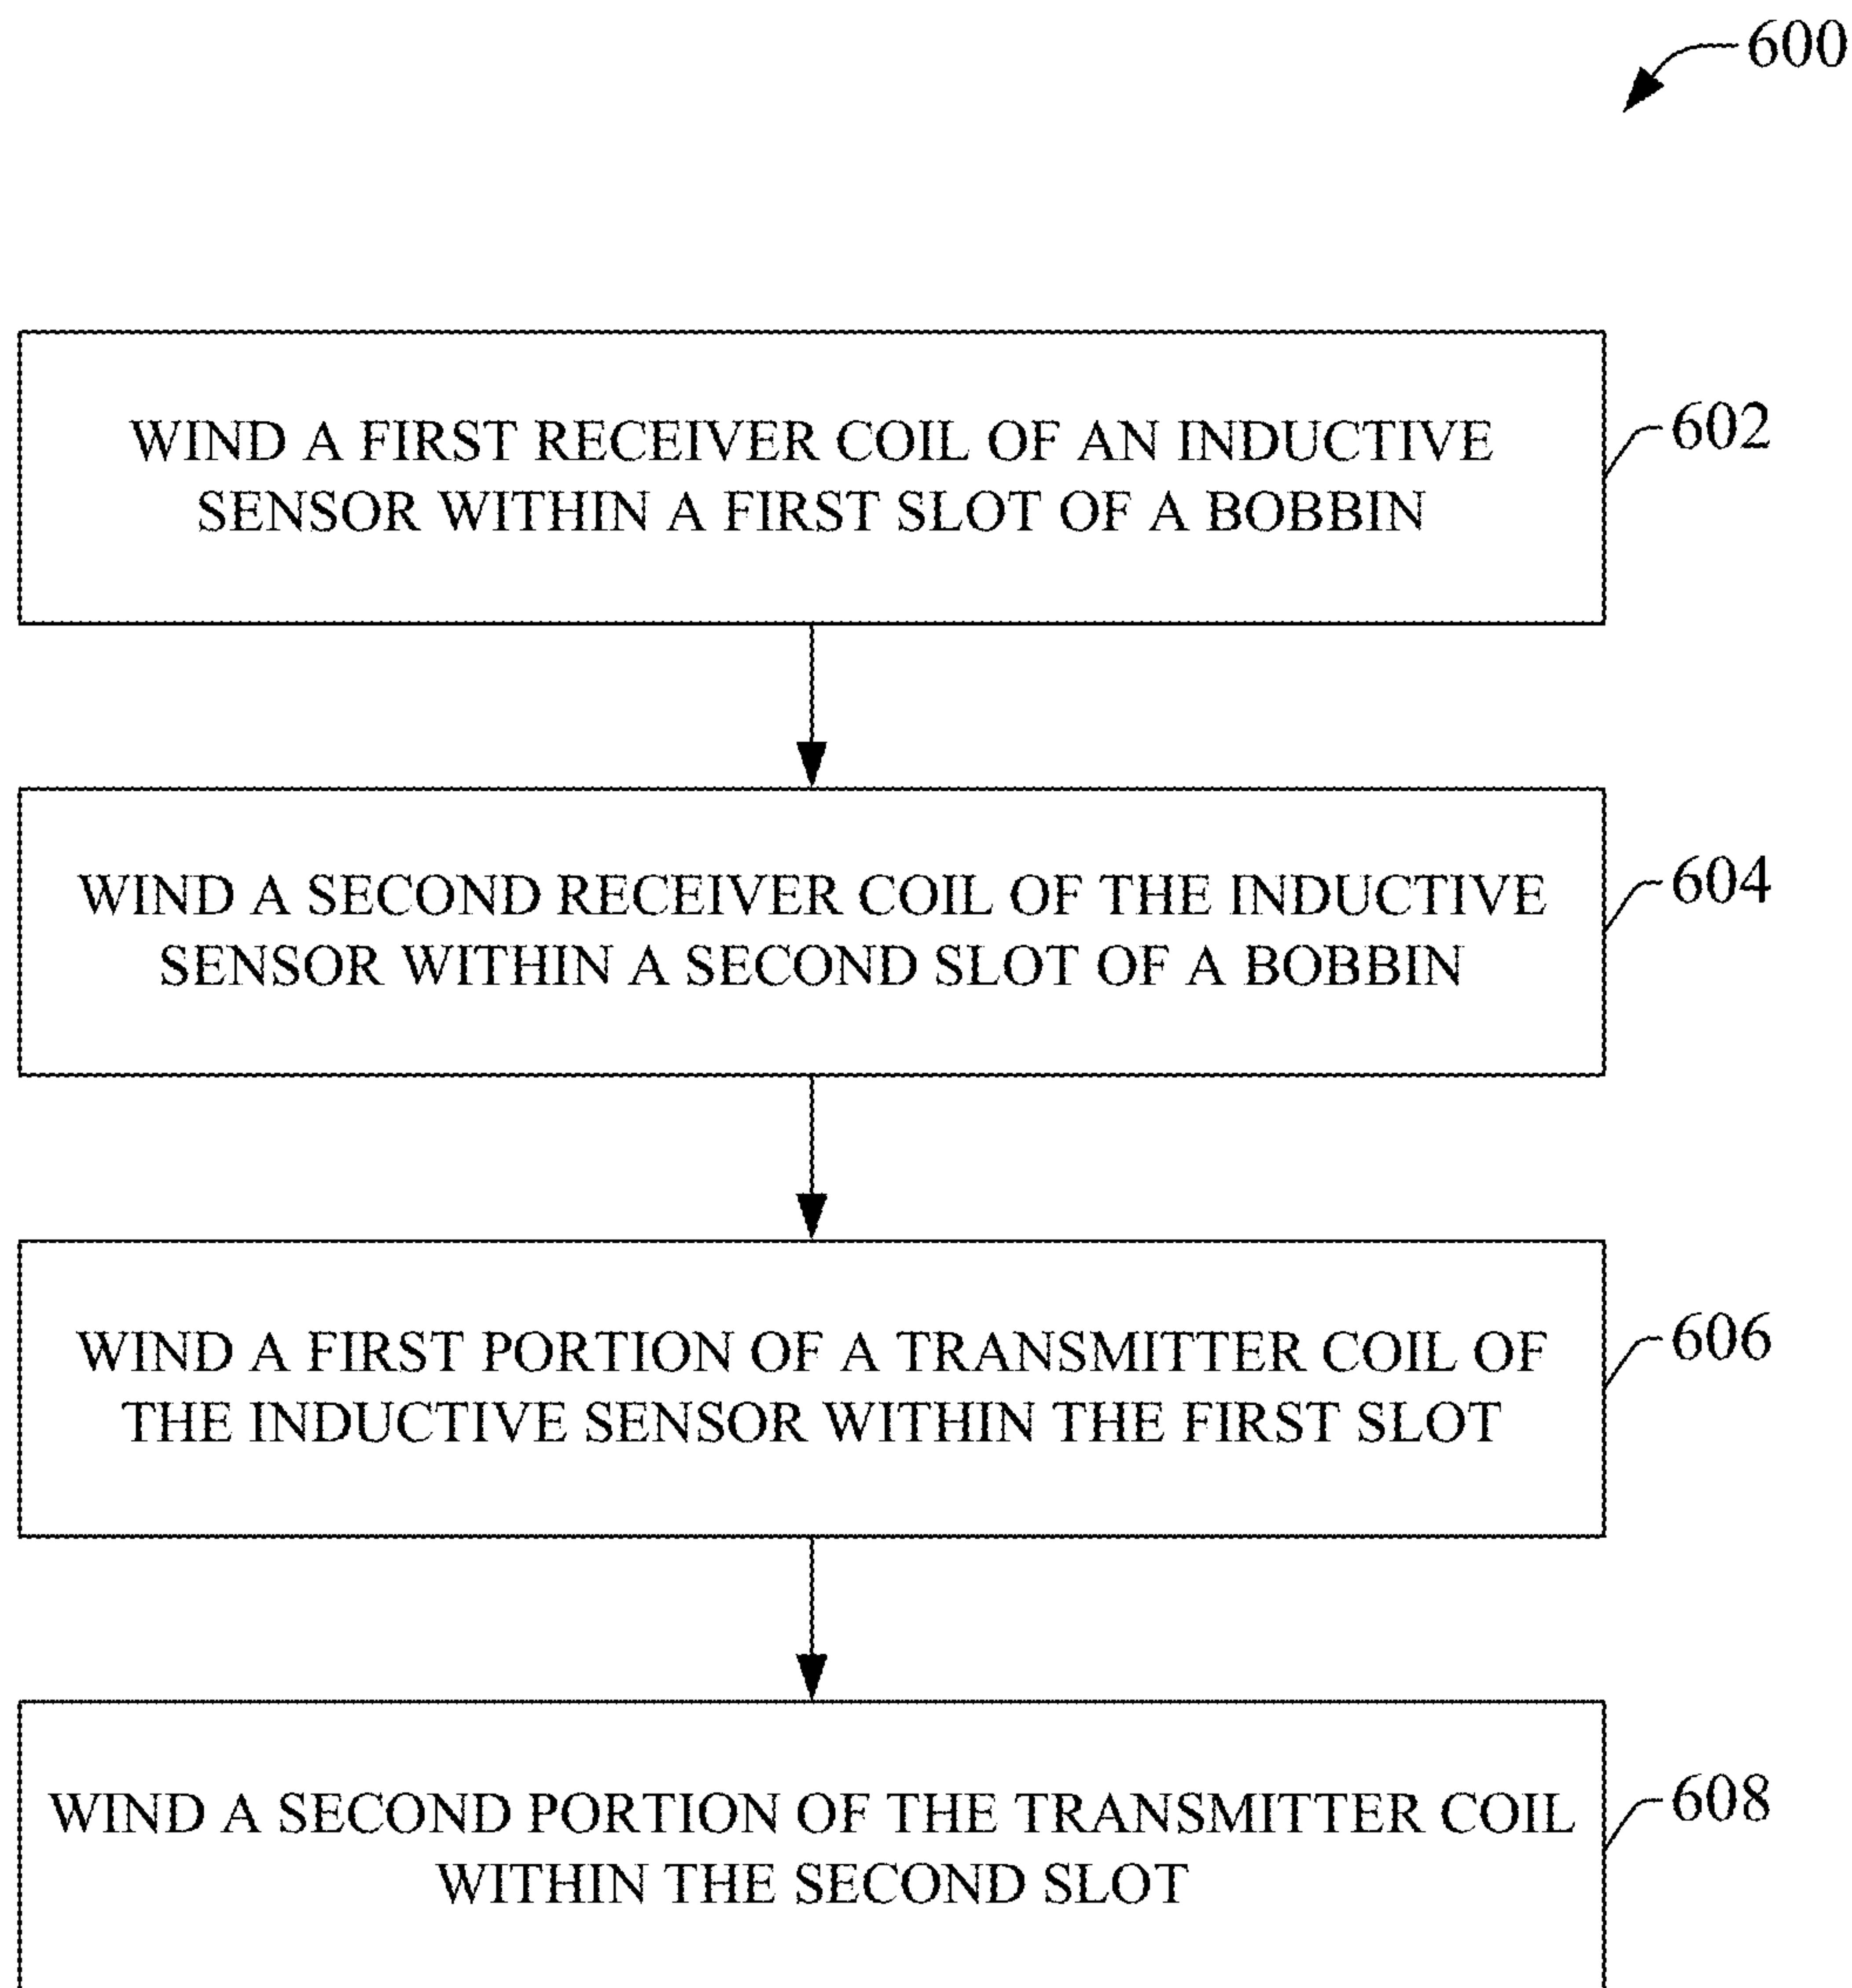 600
WIND A FIRST RECEIVER COIL OF AN INDUCTIVE
SENSOR WITHIN A FIRST SLOT OF A BOBBIN
602
WIND A SECOND RECEIVER COIL OF THE INDUCTIVE
SENSOR WITHIN A SECOND SLOT OF A BOBBIN
604
WIND A FIRST PORTION OF A TRANSMITTER COIL OF
THE INDUCTIVE SENSOR WITHIN THE FIRST SLOT
606
WIND A SECOND PORTION OF THE TRANSMITTER COIL
WITHIN THE SECOND SLOT
608